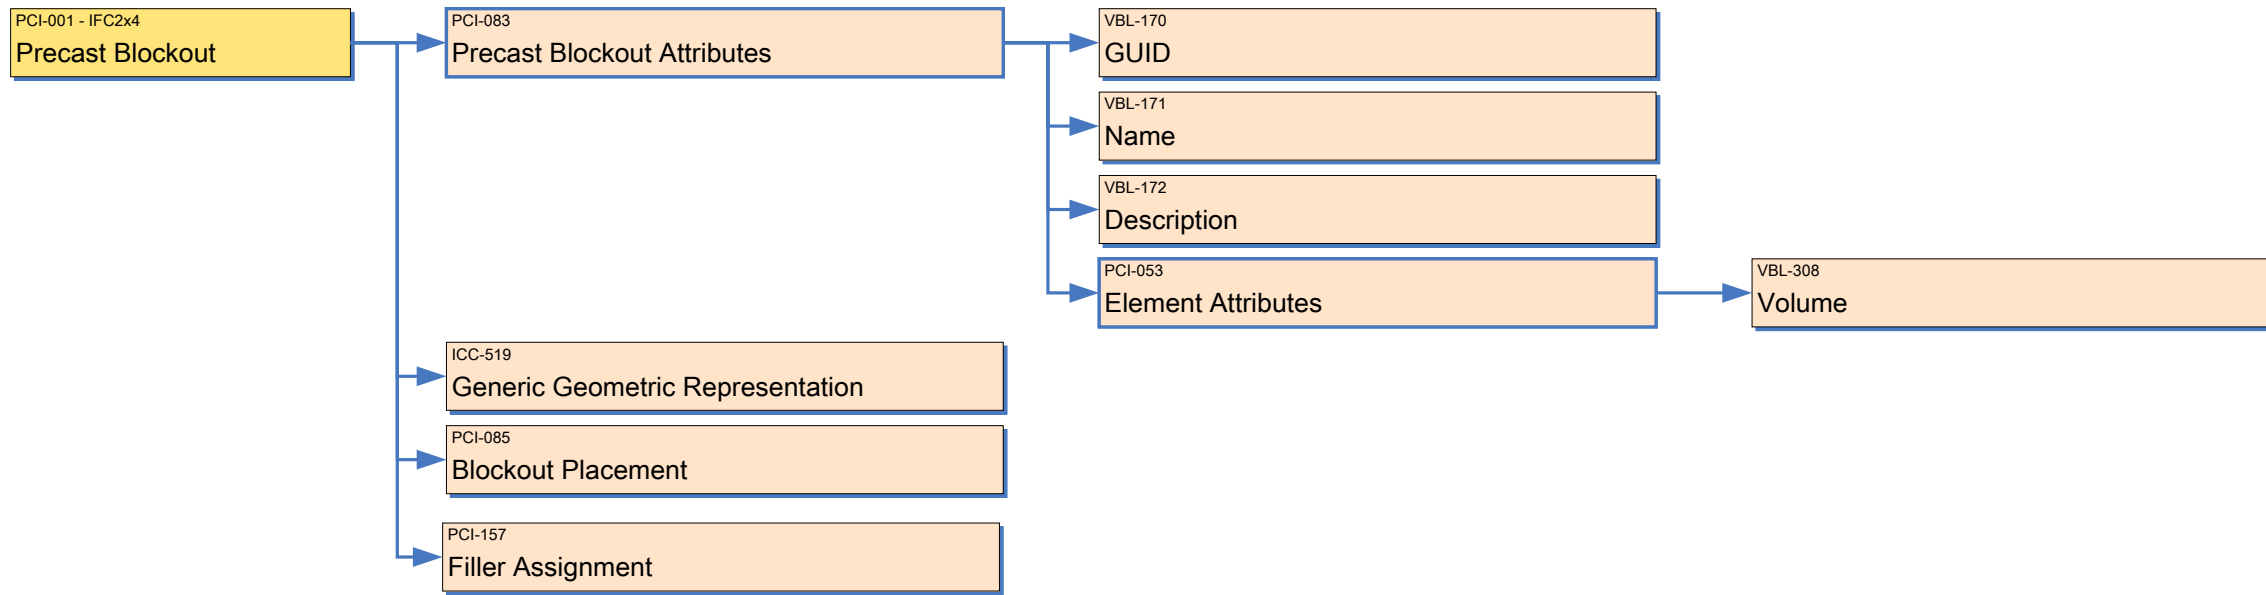 PCI-001 - IFC2x4
Precast Blockout
PCI-083
Precast Blockout Attributes
VBL-170
GUID
VBL-171
Name
VBL-172
Description
PCI-053
Element Attributes
VBL-308
Volume
ICC-519
Generic Geometric Representation
PCI-085
Blockout Placement
PCI-157
Filler Assignment